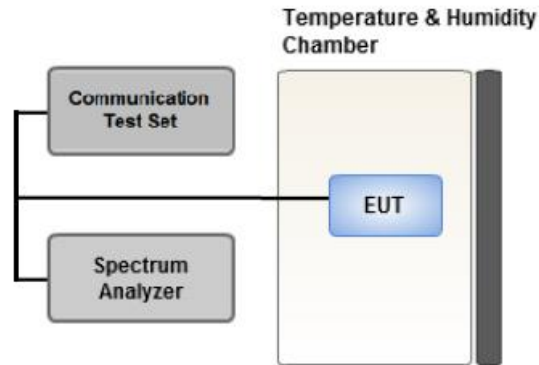 Temperature & Humidity
Chamber
Communication
Test Set
EUT
Spectrum
Analyzer